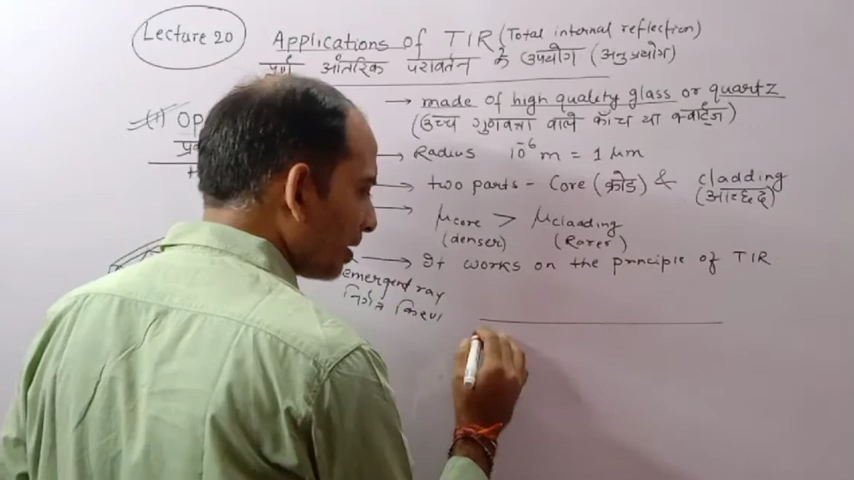 Lecture 20
Applications of TIR (Total internal reflection)
पूर्ण आंतरिक परावर्तन के उपयोग (अनुप्रयोग)
(1) Op
→ made of high quality glass or quartz
(उच्च गुणवत्ता वाले काँच या क्वार्ट्ज)
→ Radius 10⁻⁶ m = 1 μm
→ two parts - Core (क्रोड) & cladding
(आच्छद)
→ μcore > μcladding
(denser) (Rarer)
→ It works on the principle of TIR
emergent ray
निर्गत किरण